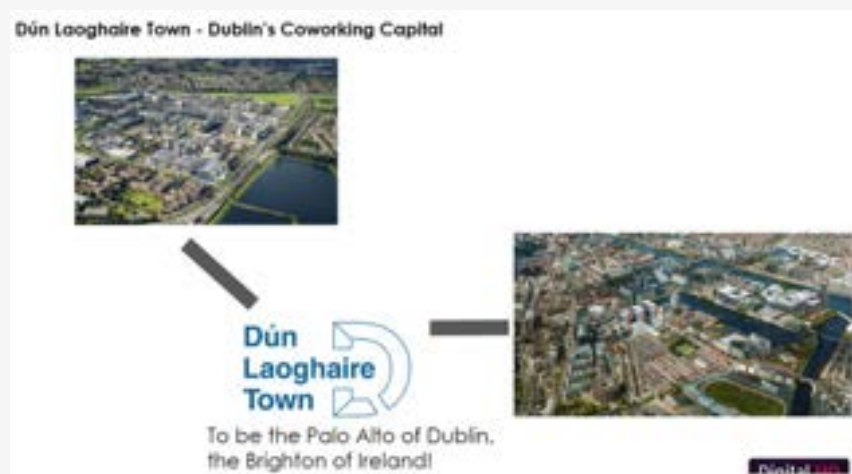 Dún Laoghaire Town - Dublin's Coworking Capital
Dún
Laoghaire
Town
To be the Palo Alto of Dublin,
the Brighton of Ireland!
Digital HQ